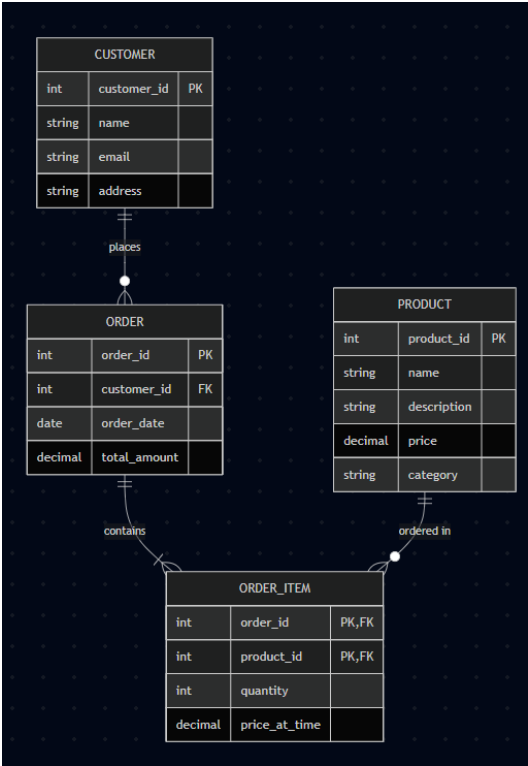 CUSTOMER
int customer_id PK
string name
string email
string address
places
ORDER
int order_id PK
int customer_id FK
date order_date
decimal total_amount
PRODUCT
int product_id PK
string name
string description
decimal price
string category
contains
ordered in
ORDER_ITEM
int order_id PK,FK
int product_id PK,FK
int quantity
decimal price_at_time